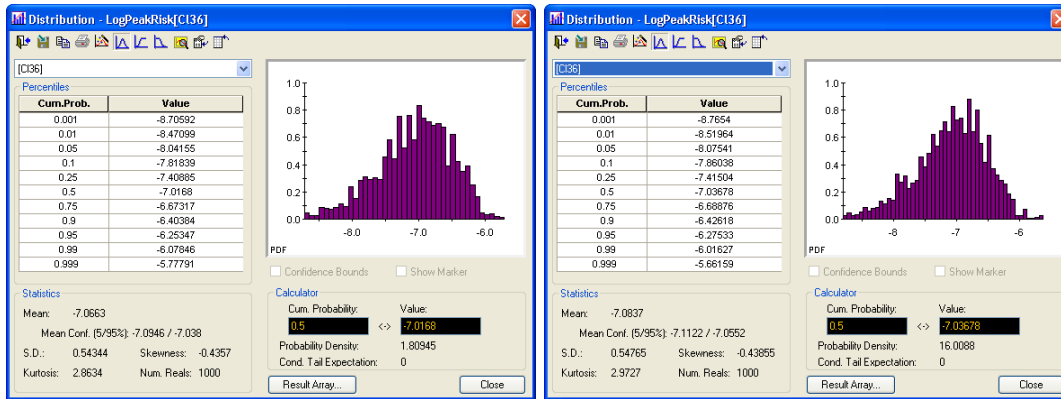 Distribution - LogPeakRisk[Cl36]
[Cl36]
Percentiles
Cum.Prob. Value
0.001 -8.70592
0.01 -8.47099
0.05 -8.04155
0.1 -7.81839
0.25 -7.40885
0.5 -7.0168
0.75 -6.67317
0.9 -6.40384
0.95 -6.25347
0.99 -6.07846
0.999 -5.77791
Statistics
Mean: -7.0663
Mean Conf. (5/95%): -7.0946 / -7.038
S.D.: 0.54344 Skewness: -0.4357
Kurtosis: 2.8634 Num. Reals: 1000
1.0
0.8
0.6
0.4
0.2
0.0
-8.0 -7.0 -6.0
PDF
Confidence Bounds Show Marker
Calculator
Cum. Probability: Value:
0.5 <-> -7.0168
Probability Density: 1.80945
Cond. Tail Expectation: 0
Result Array... Close
Distribution - LogPeakRisk[Cl36]
[Cl36]
Percentiles
Cum.Prob. Value
0.001 -8.7654
0.01 -8.51964
0.05 -8.07541
0.1 -7.86038
0.25 -7.41504
0.5 -7.03678
0.75 -6.68876
0.9 -6.42618
0.95 -6.27533
0.99 -6.01627
0.999 -5.66159
Statistics
Mean: -7.0837
Mean Conf. (5/95%): -7.1122 / -7.0552
S.D.: 0.54765 Skewness: -0.43855
Kurtosis: 2.9727 Num. Reals: 1000
1.0
0.8
0.6
0.4
0.2
0.0
-8 -7 -6
PDF
Confidence Bounds Show Marker
Calculator
Cum. Probability: Value:
0.5 <-> -7.03678
Probability Density: 16.0088
Cond. Tail Expectation: 0
Result Array... Close